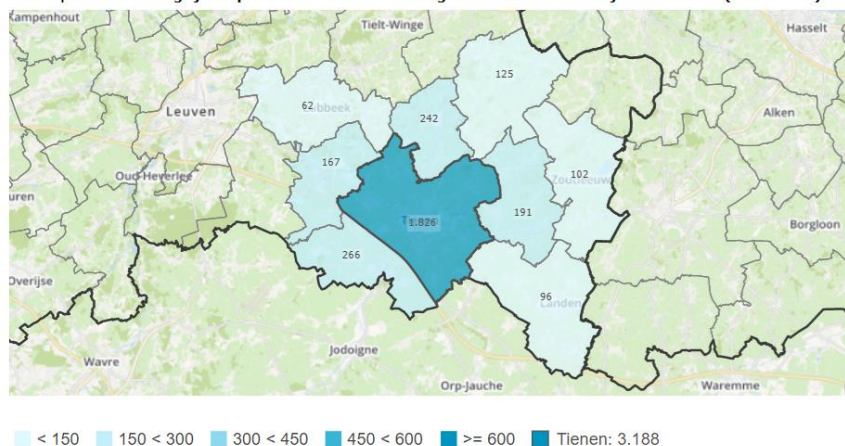 Kampenhout
Tielt-Winge
Hasselt
125
Leuven
62
242
Alken
Oud-Heverlee
167
102
Zoutleeuw
191
1.826
Borgloon
266
Overijse
96
Landen
Jodoigne
Wavre
Orp-Jauche
Waremme
< 150 150 < 300 300 < 450 450 < 600 >= 600 Tienen: 3.188